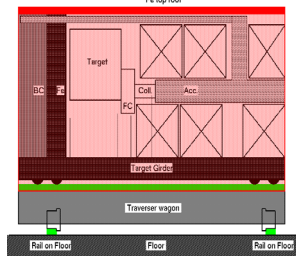 Fe top roof
Target
BC
Fe
Coll.
Acc.
FC
Target Girder
Traverser wagon
Rail on Floor
Floor
Rail on Floor